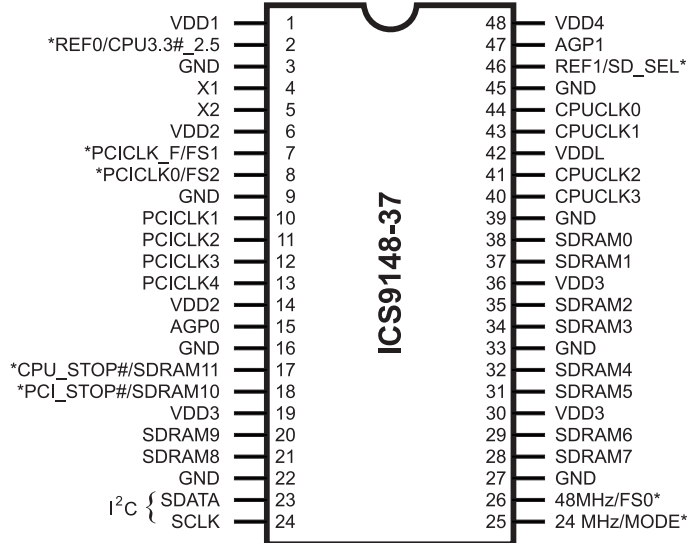 VDD1 1 48 VDD4
*REF0/CPU3.3#_2.5 2 47 AGP1
GND 3 46 REF1/SD_SEL*
X1 4 45 GND
X2 5 44 CPUCLK0
VDD2 6 43 CPUCLK1
*PCICLK_F/FS1 7 42 VDDL
*PCICLK0/FS2 8 41 CPUCLK2
GND 9 40 CPUCLK3
PCICLK1 10 39 GND
PCICLK2 11 38 SDRAM0
PCICLK3 12 37 SDRAM1
PCICLK4 13 36 VDD3
VDD2 14 35 SDRAM2
AGP0 15 34 SDRAM3
GND 16 33 GND
*CPU_STOP#/SDRAM11 17 32 SDRAM4
*PCI_STOP#/SDRAM10 18 31 SDRAM5
VDD3 19 30 VDD3
SDRAM9 20 29 SDRAM6
SDRAM8 21 28 SDRAM7
GND 22 27 GND
I²C { SDATA 23 26 48MHz/FS0*
SCLK 24 25 24 MHz/MODE*
ICS9148-37